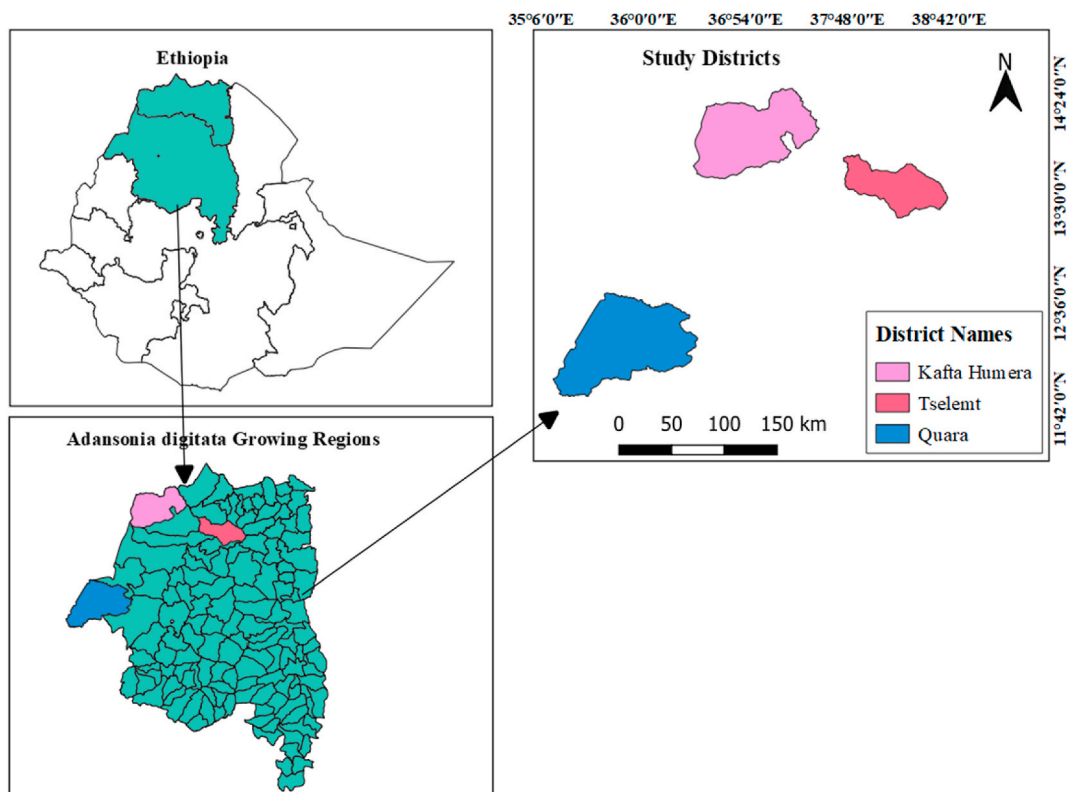 35°6'0"E 36°0'0"E 36°54'0"E 37°48'0"E 38°42'0"E
Ethiopia
Study Districts
N
14°24'0"N
13°30'0"N
12°36'0"N
11°42'0"N
District Names
Kafta Humera
Tselemt
Quara
0 50 100 150 km
Adansonia digitata Growing Regions